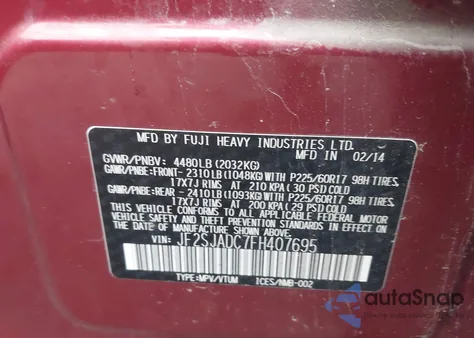 MFD BY FUJI HEAVY INDUSTRIES LTD. 02/14
GVWR/PNBV: 4480LB(2032KG)
GAWR/PNBE:FRONT- 2310LB(1048KG)WITH P225/60R17 98H TIRES,
17X7J RIMS AT 210 KPA(30 PSI)COLD
GAWR/PNBE:REAR- 2410LB(1093KG)WITH P225/60R17 98H TIRES,
17X7J RIMS AT 200 KPA(29 PSI)COLD
THIS VEHICLE CONFORMS TO ALL APPLICABLE
FEDERAL MOTOR VEHICLE SAFETY, BUMPER,
AND THEFT PREVENTION STANDARDS IN EFFECT
ON THE DATE OF MANUFACTURE SHOWN ABOVE.
VIN: JF2SJADC7FH407695
TYPE:MPV/VTUM ICES/NMB-002
autoSnap